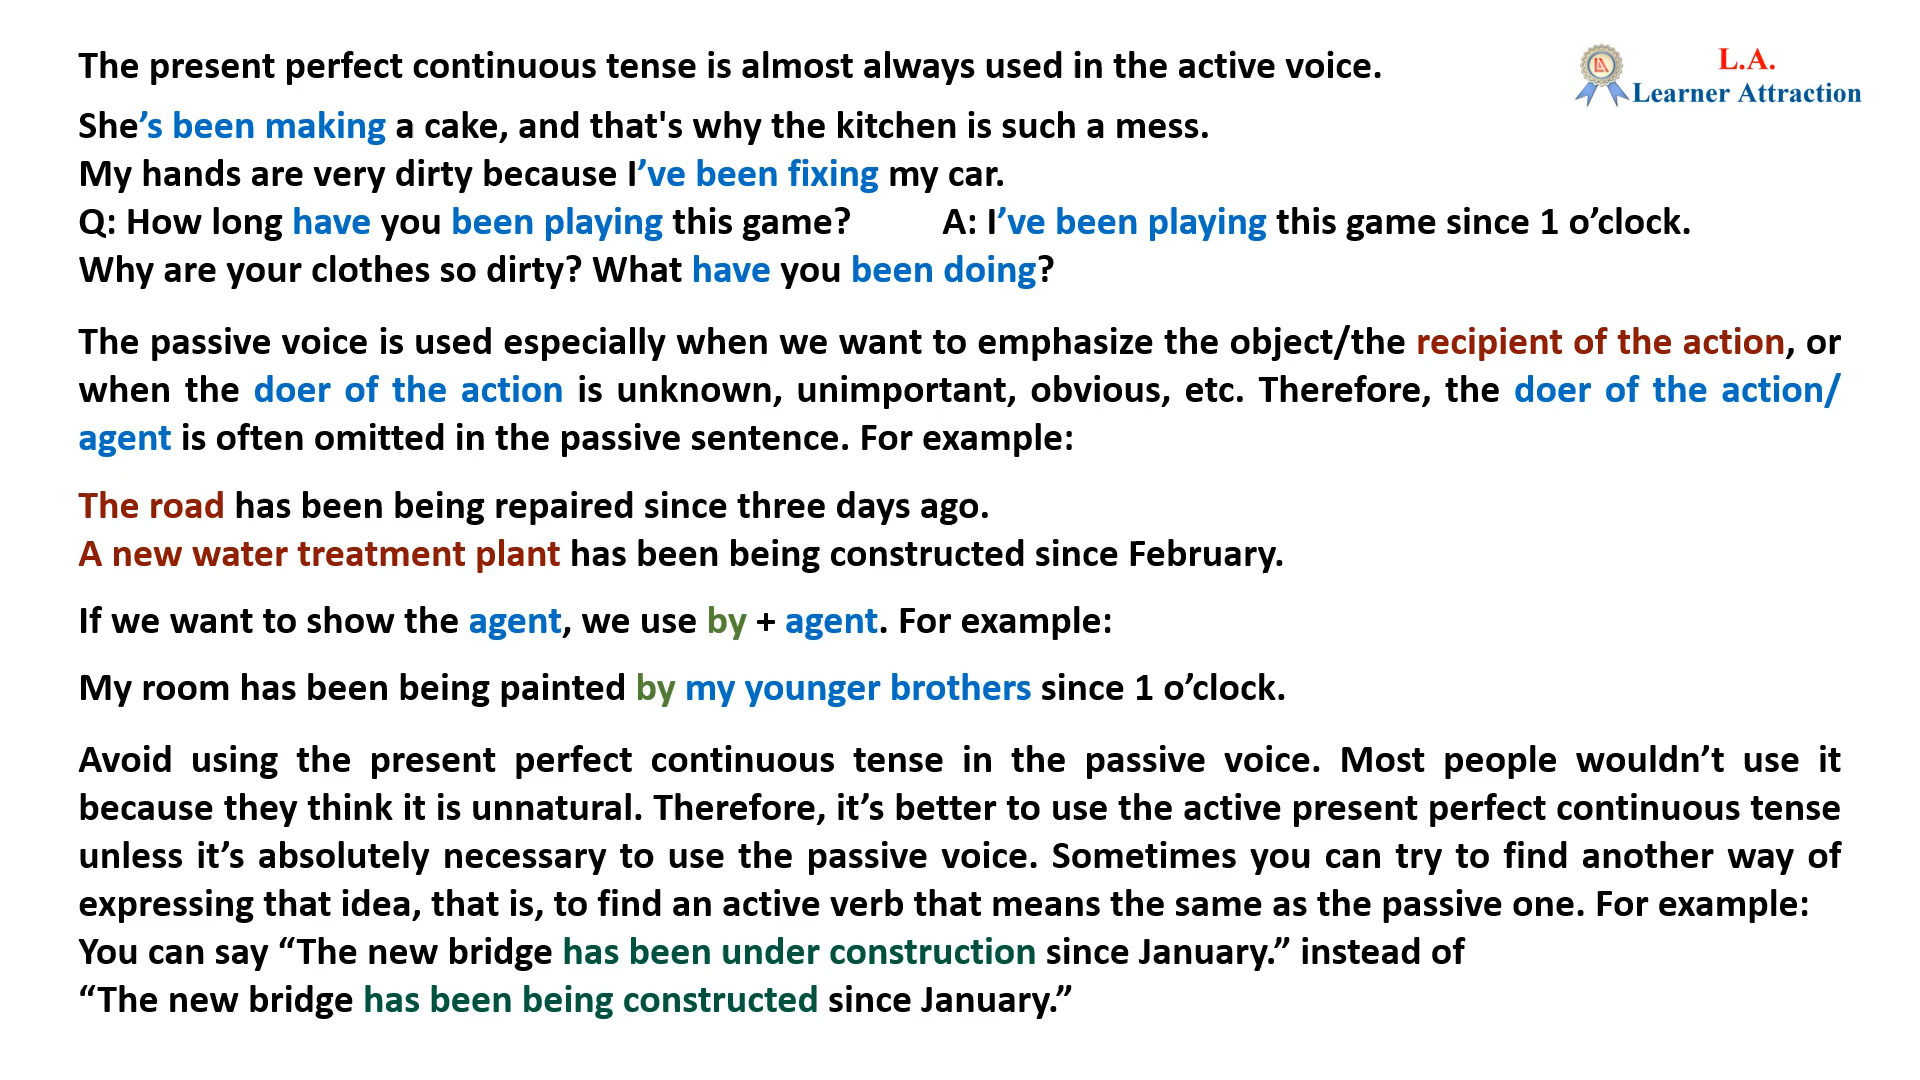 The present perfect continuous tense is almost always used in the active voice.
L.A.
Learner Attraction
She’s been making a cake, and that's why the kitchen is such a mess.
My hands are very dirty because I’ve been fixing my car.
Q: How long have you been playing this game? A: I’ve been playing this game since 1 o’clock.
Why are your clothes so dirty? What have you been doing?
The passive voice is used especially when we want to emphasize the object/the recipient of the action, or
when the doer of the action is unknown, unimportant, obvious, etc. Therefore, the doer of the action/
agent is often omitted in the passive sentence. For example:
The road has been being repaired since three days ago.
A new water treatment plant has been being constructed since February.
If we want to show the agent, we use by + agent. For example:
My room has been being painted by my younger brothers since 1 o’clock.
Avoid using the present perfect continuous tense in the passive voice. Most people wouldn’t use it
because they think it is unnatural. Therefore, it’s better to use the active present perfect continuous tense
unless it’s absolutely necessary to use the passive voice. Sometimes you can try to find another way of
expressing that idea, that is, to find an active verb that means the same as the passive one. For example:
You can say “The new bridge has been under construction since January.” instead of
“The new bridge has been being constructed since January.”